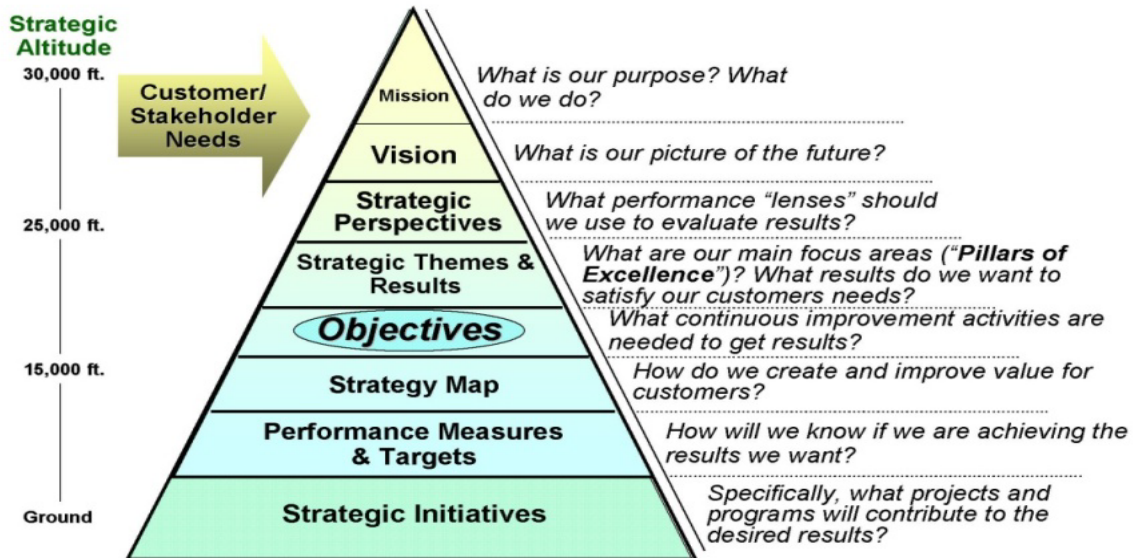 Strategic
Altitude
30,000 ft.
Customer/
Stakeholder
Needs
25,000 ft.
15,000 ft.
Ground
Mission
What is our purpose? What
do we do?
Vision
What is our picture of the future?
Strategic
Perspectives
What performance “lenses” should
we use to evaluate results?
Strategic Themes &
Results
What are our main focus areas (“Pillars of
Excellence”)? What results do we want to
satisfy our customers needs?
Objectives
What continuous improvement activities are
needed to get results?
Strategy Map
How do we create and improve value for
customers?
Performance Measures
& Targets
How will we know if we are achieving the
results we want?
Strategic Initiatives
Specifically, what projects and
programs will contribute to the
desired results?